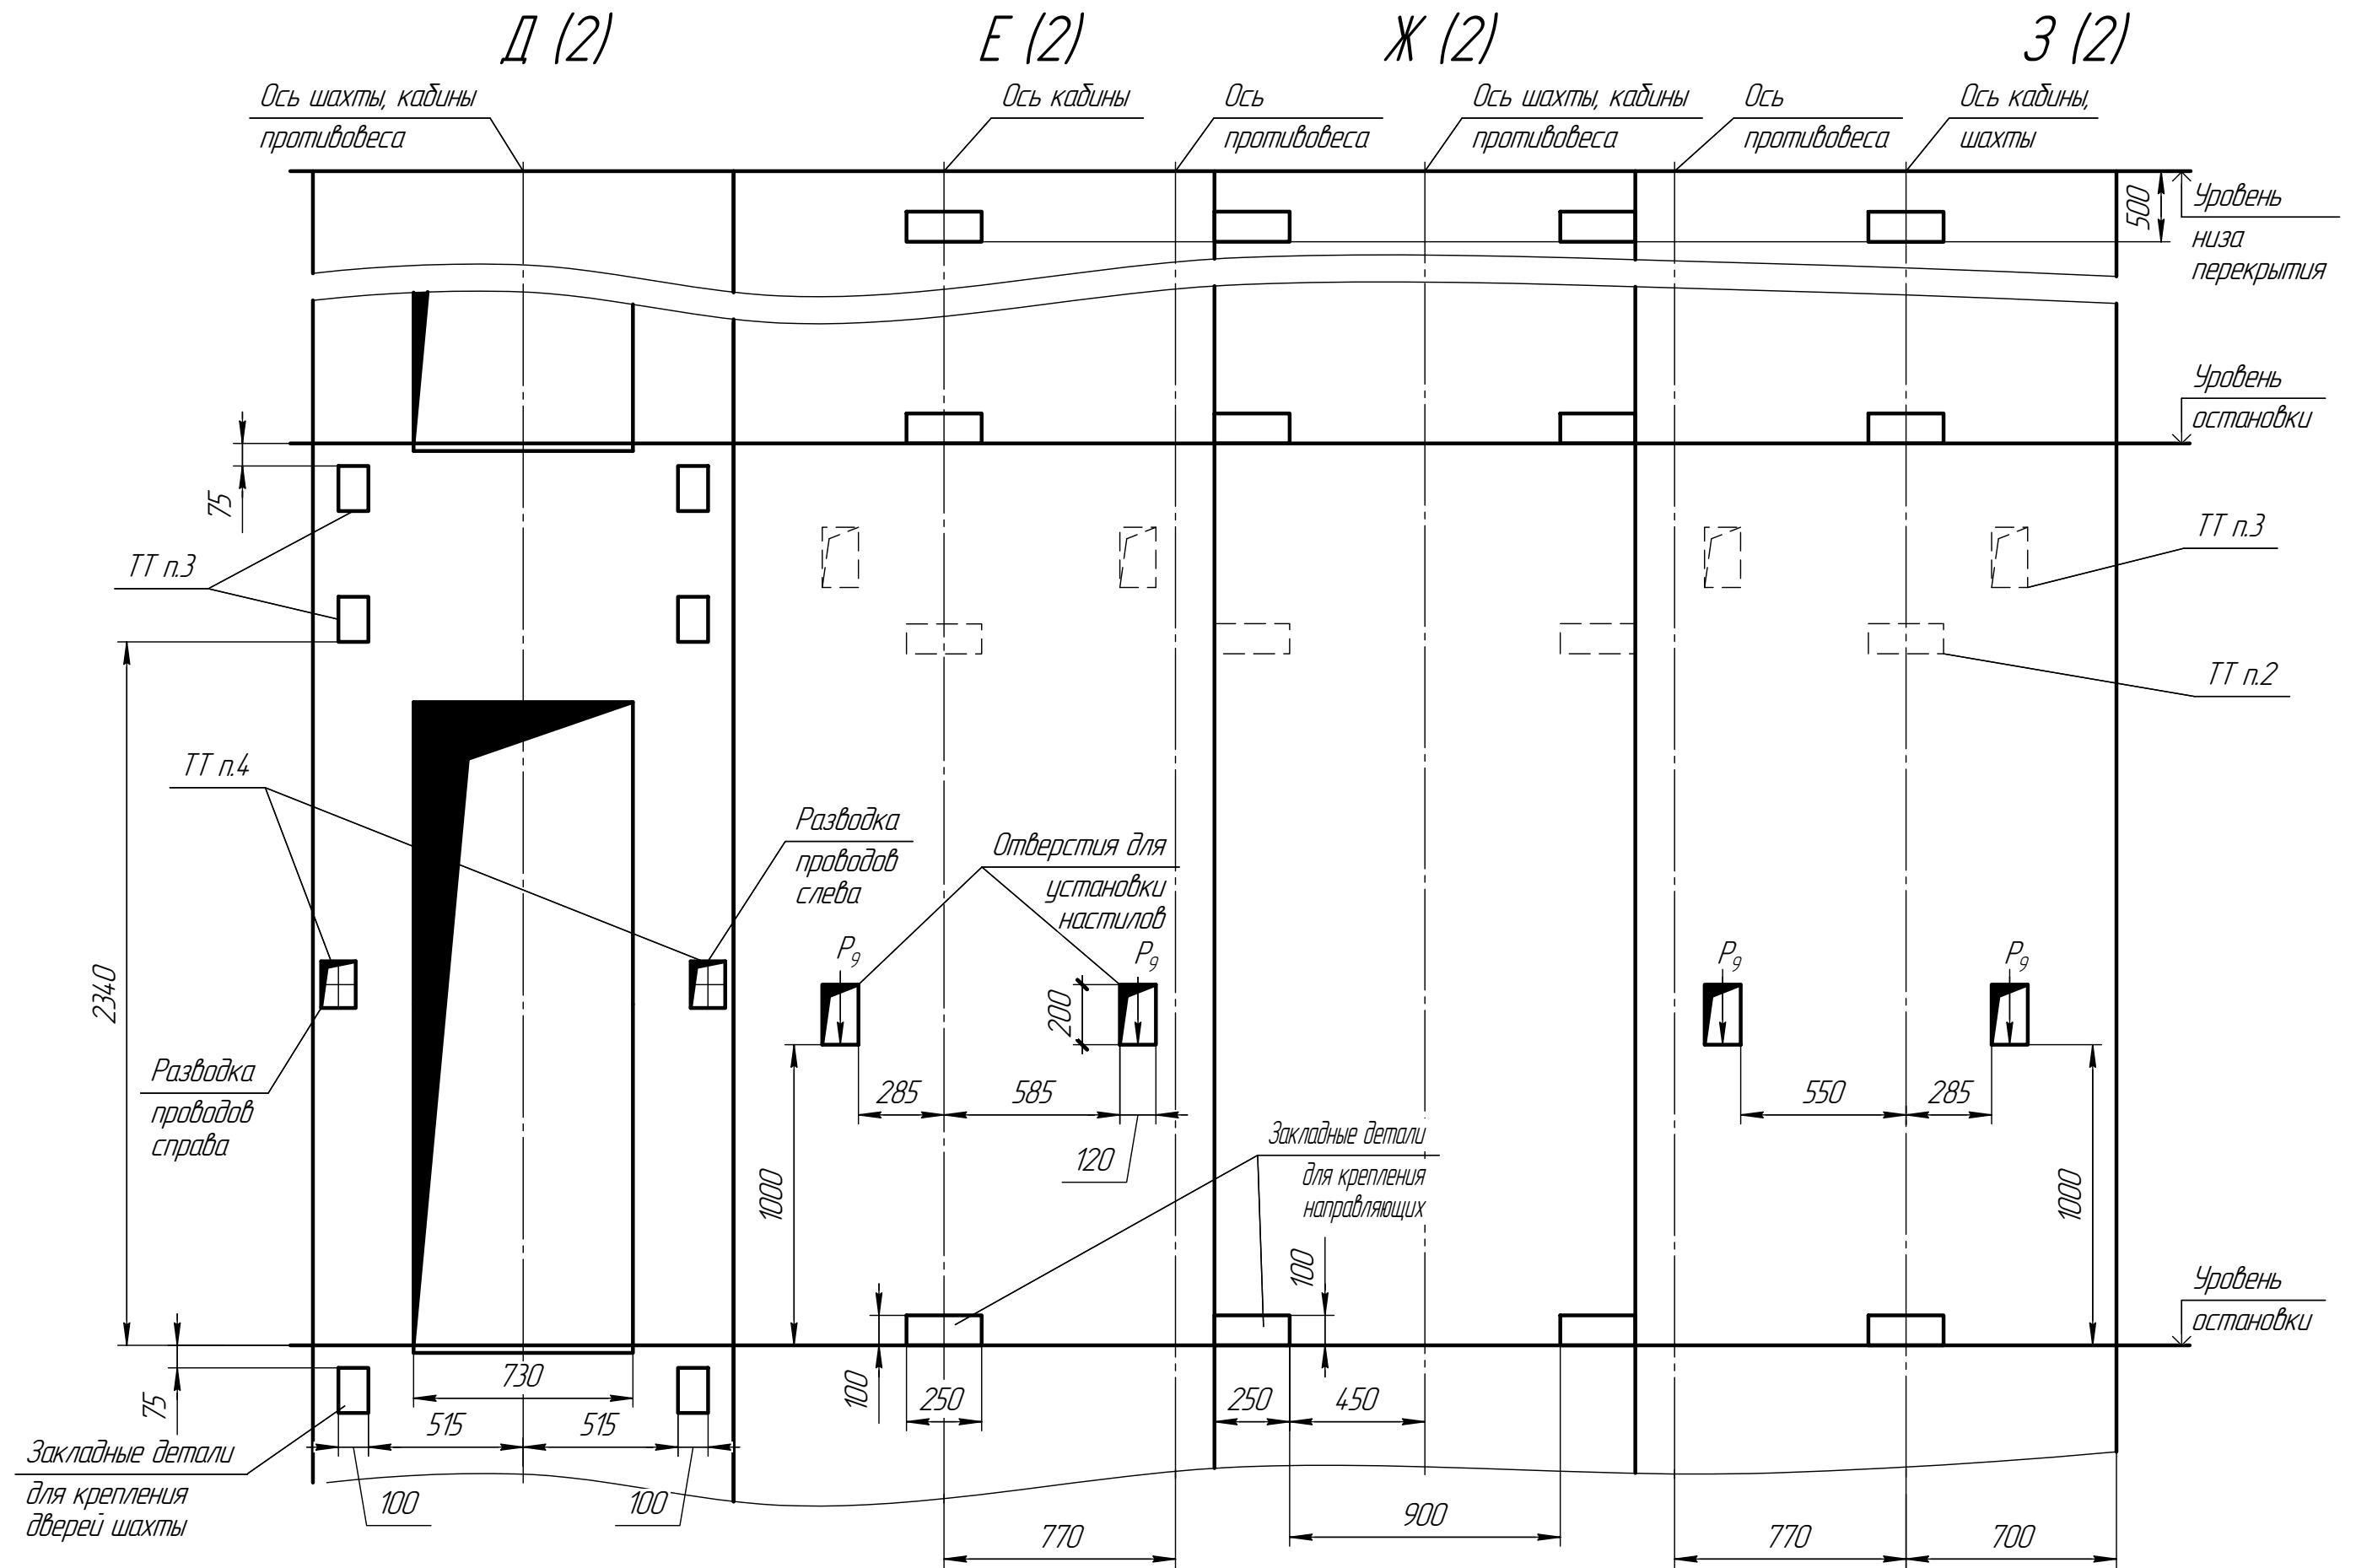 Д (2)
Е (2)
Ж (2)
З (2)
Ось шахты, кабины
противовеса
Ось кабины
Ось
противовеса
Ось шахты, кабины
противовеса
Ось
противовеса
Ось кабины,
шахты
500
Уровень
низа
перекрытия
Уровень
остановки
75
ТТ п.3
ТТ п.3
ТТ п.2
ТТ п.4
Разводка
проводов
слева
Отверстия для
установки
настилов
P9
P9
P9
P9
2340
200
Разводка
проводов
справа
285
585
120
550
285
1000
1000
Закладные детали
для крепления
направляющих
100
Уровень
остановки
75
730
100
250
250
450
515
515
Закладные детали
для крепления
дверей шахты
100
100
900
770
770
700